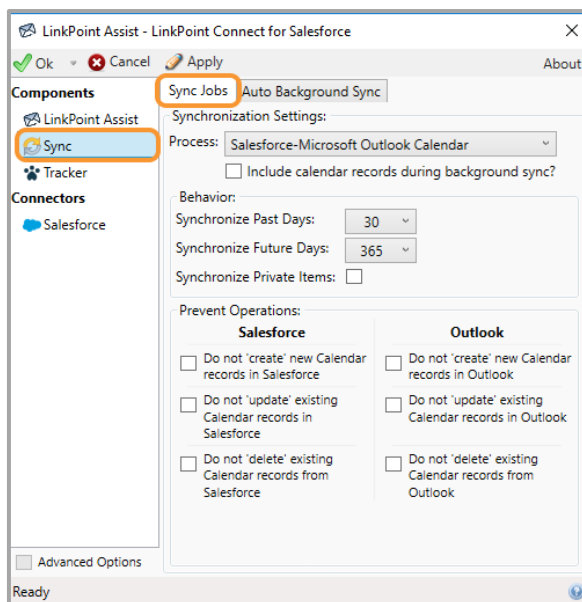 LinkPoint Assist - LinkPoint Connect for Salesforce
Ok Cancel Apply About
Components
LinkPoint Assist
Sync
Tracker
Connectors
Salesforce
Sync Jobs Auto Background Sync
Synchronization Settings:
Process: Salesforce-Microsoft Outlook Calendar
Include calendar records during background sync?
Behavior:
Synchronize Past Days: 30
Synchronize Future Days: 365
Synchronize Private Items:
Prevent Operations:
Salesforce
Do not 'create' new Calendar
records in Salesforce
Do not 'update' existing
Calendar records in
Salesforce
Do not 'delete' existing
Calendar records from
Salesforce
Outlook
Do not 'create' new Calendar
records in Outlook
Do not 'update' existing
Calendar records in Outlook
Do not 'delete' existing
Calendar records from
Outlook
Advanced Options
Ready